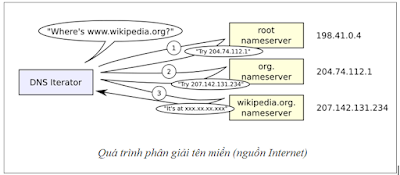 "Where's www.wikipedia.org?"
DNS Iterator
1
"Try 204.74.112.1"
root
nameserver
198.41.0.4
2
"Try 207.142.131.234"
org.
nameserver
204.74.112.1
3
"It's at xxx.xx.xx.xxx"
wikipedia.org.
nameserver
207.142.131.234
Quá trình phân giải tên miền (nguồn Internet)